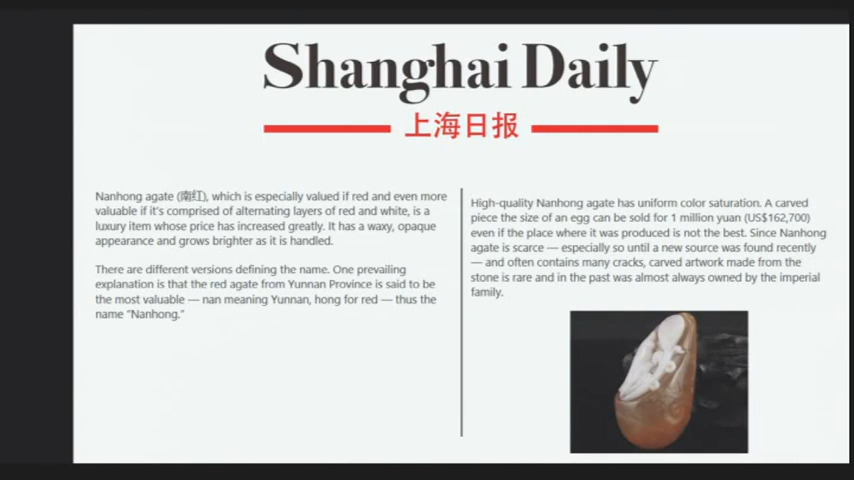 Shanghai Daily
上海日报
Nanhong agate (南红), which is especially valued if red and even more
valuable if it's comprised of alternating layers of red and white, is a
luxury item whose price has increased greatly. It has a waxy, opaque
appearance and grows brighter as it is handled.
There are different versions defining the name. One prevailing
explanation is that the red agate from Yunnan Province is said to be
the most valuable — nan meaning Yunnan, hong for red — thus the
name “Nanhong.”
High-quality Nanhong agate has uniform color saturation. A carved
piece the size of an egg can be sold for 1 million yuan (US$162,700)
even if the place where it was produced is not the best. Since Nanhong
agate is scarce — especially so until a new source was found recently
— and often contains many cracks, carved artwork made from the
stone is rare and in the past was almost always owned by the imperial
family.